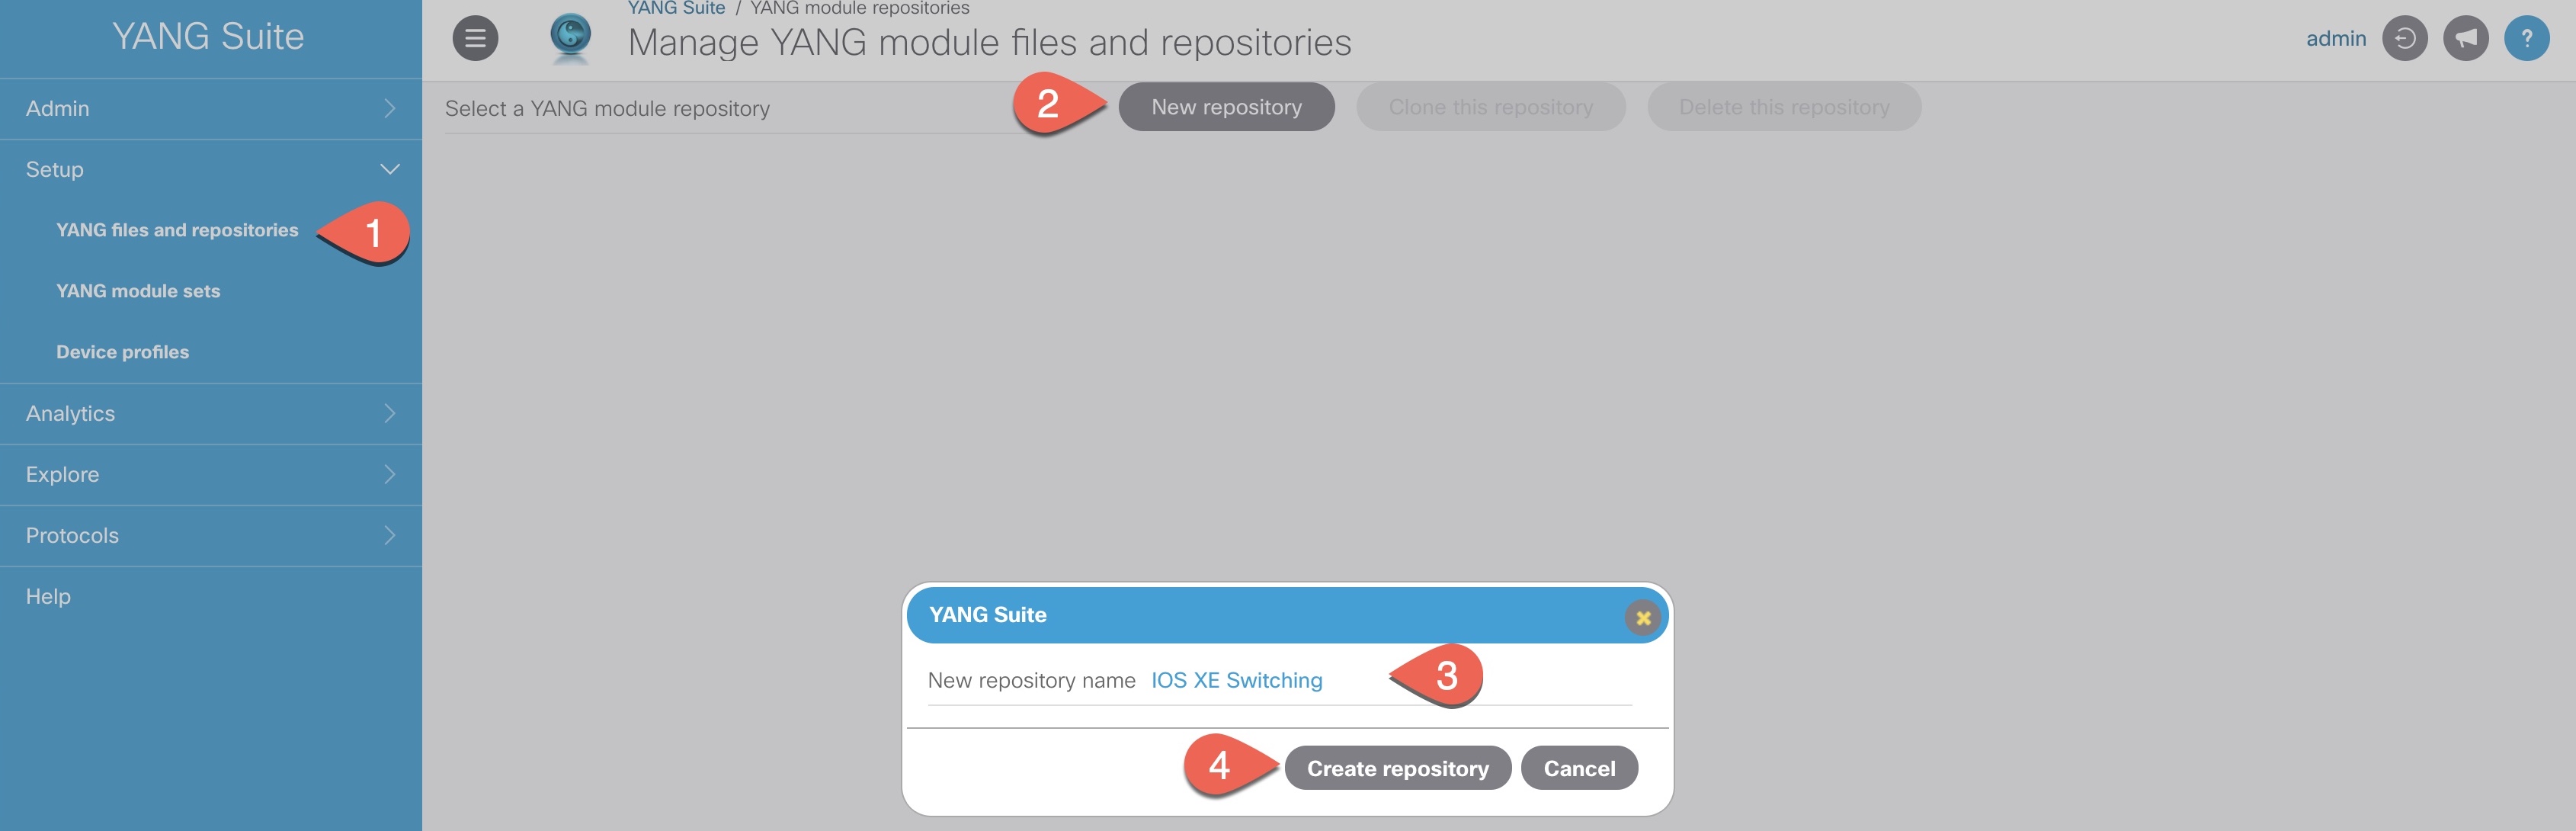 YANG Suite
Admin
Setup
YANG files and repositories
1
YANG module sets
Device profiles
Analytics
Explore
Protocols
Help
YANG Suite / YANG module repositories
Manage YANG module files and repositories
admin
?
Select a YANG module repository
2
New repository
Clone this repository
Delete this repository
YANG Suite
New repository name IOS XE Switching
3
4
Create repository
Cancel